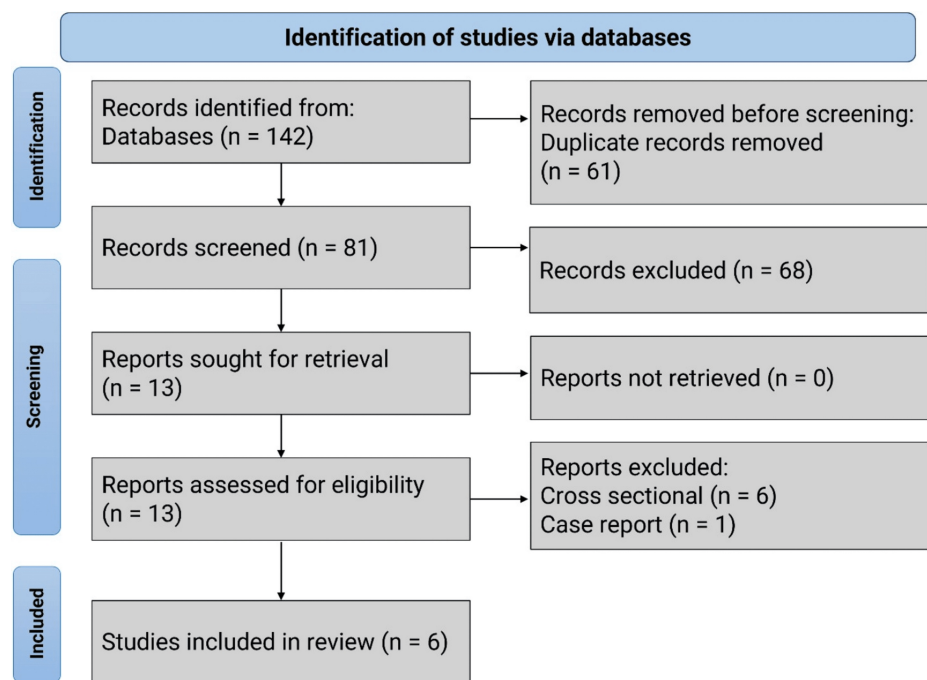 Identification of studies via databases
Identification
Records identified from:
Databases (n = 142)
Records removed before screening:
Duplicate records removed
(n = 61)
Screening
Records screened (n = 81)
Records excluded (n = 68)
Reports sought for retrieval
(n = 13)
Reports not retrieved (n = 0)
Reports assessed for eligibility
(n = 13)
Reports excluded:
Cross sectional (n = 6)
Case report (n = 1)
Included
Studies included in review (n = 6)